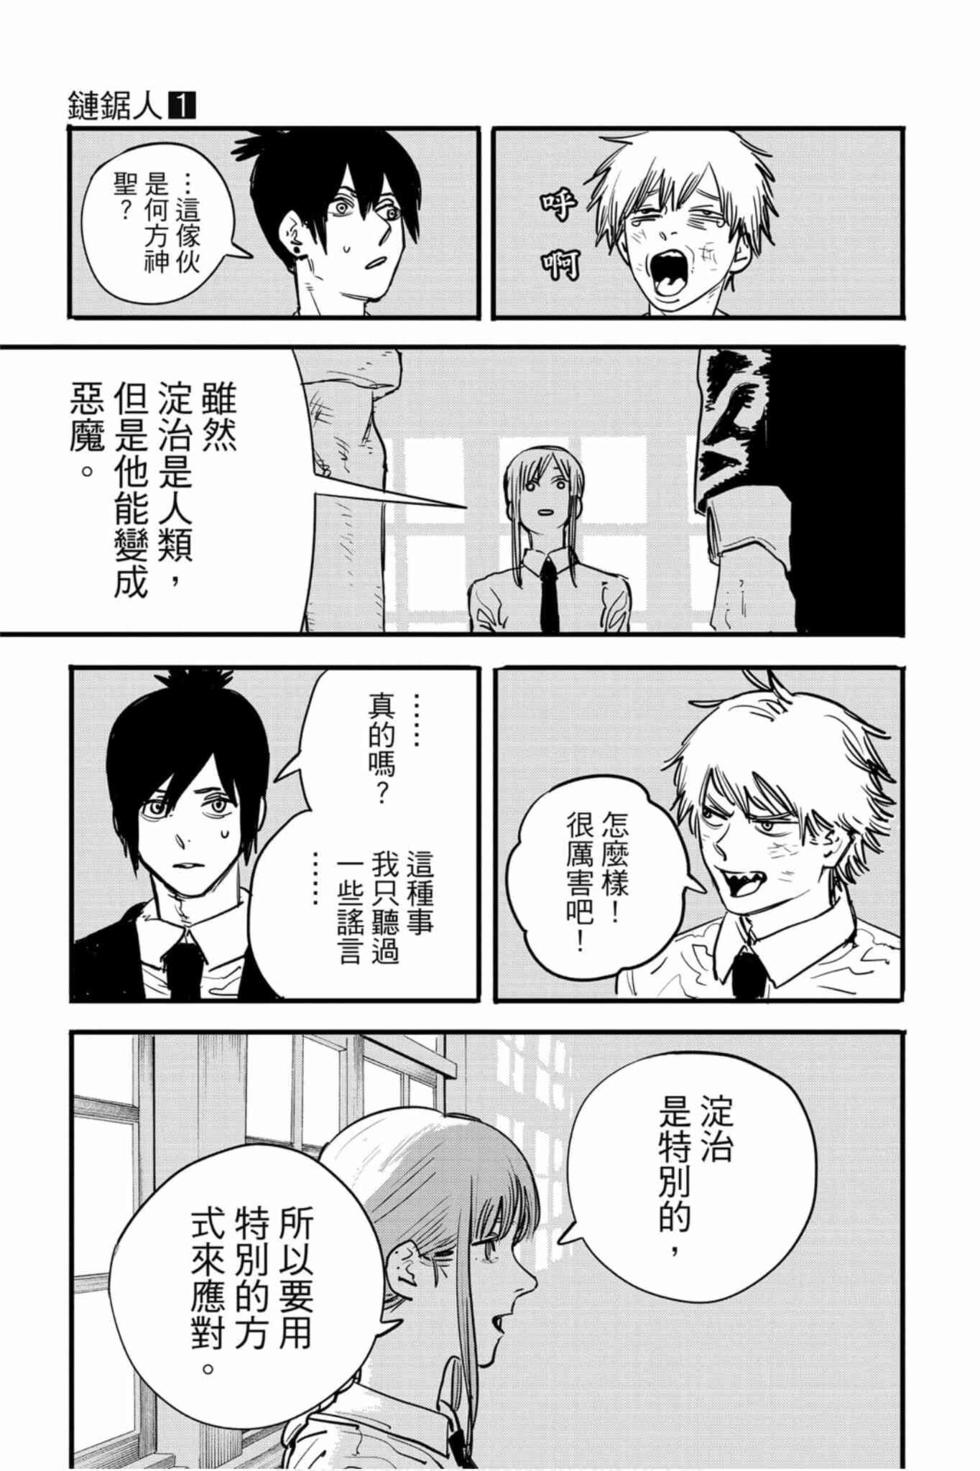 鏈鋸人1
呼
啊
…這傢伙
是何方神
聖？
雖然
淀治是人類，
但是他能變成
惡魔。
怎麼樣！
很厲害吧！
……
真的嗎？
這種事
我只聽過
一些謠言
……
淀治
是特別的，
所以要用
特別的方
式來應對。